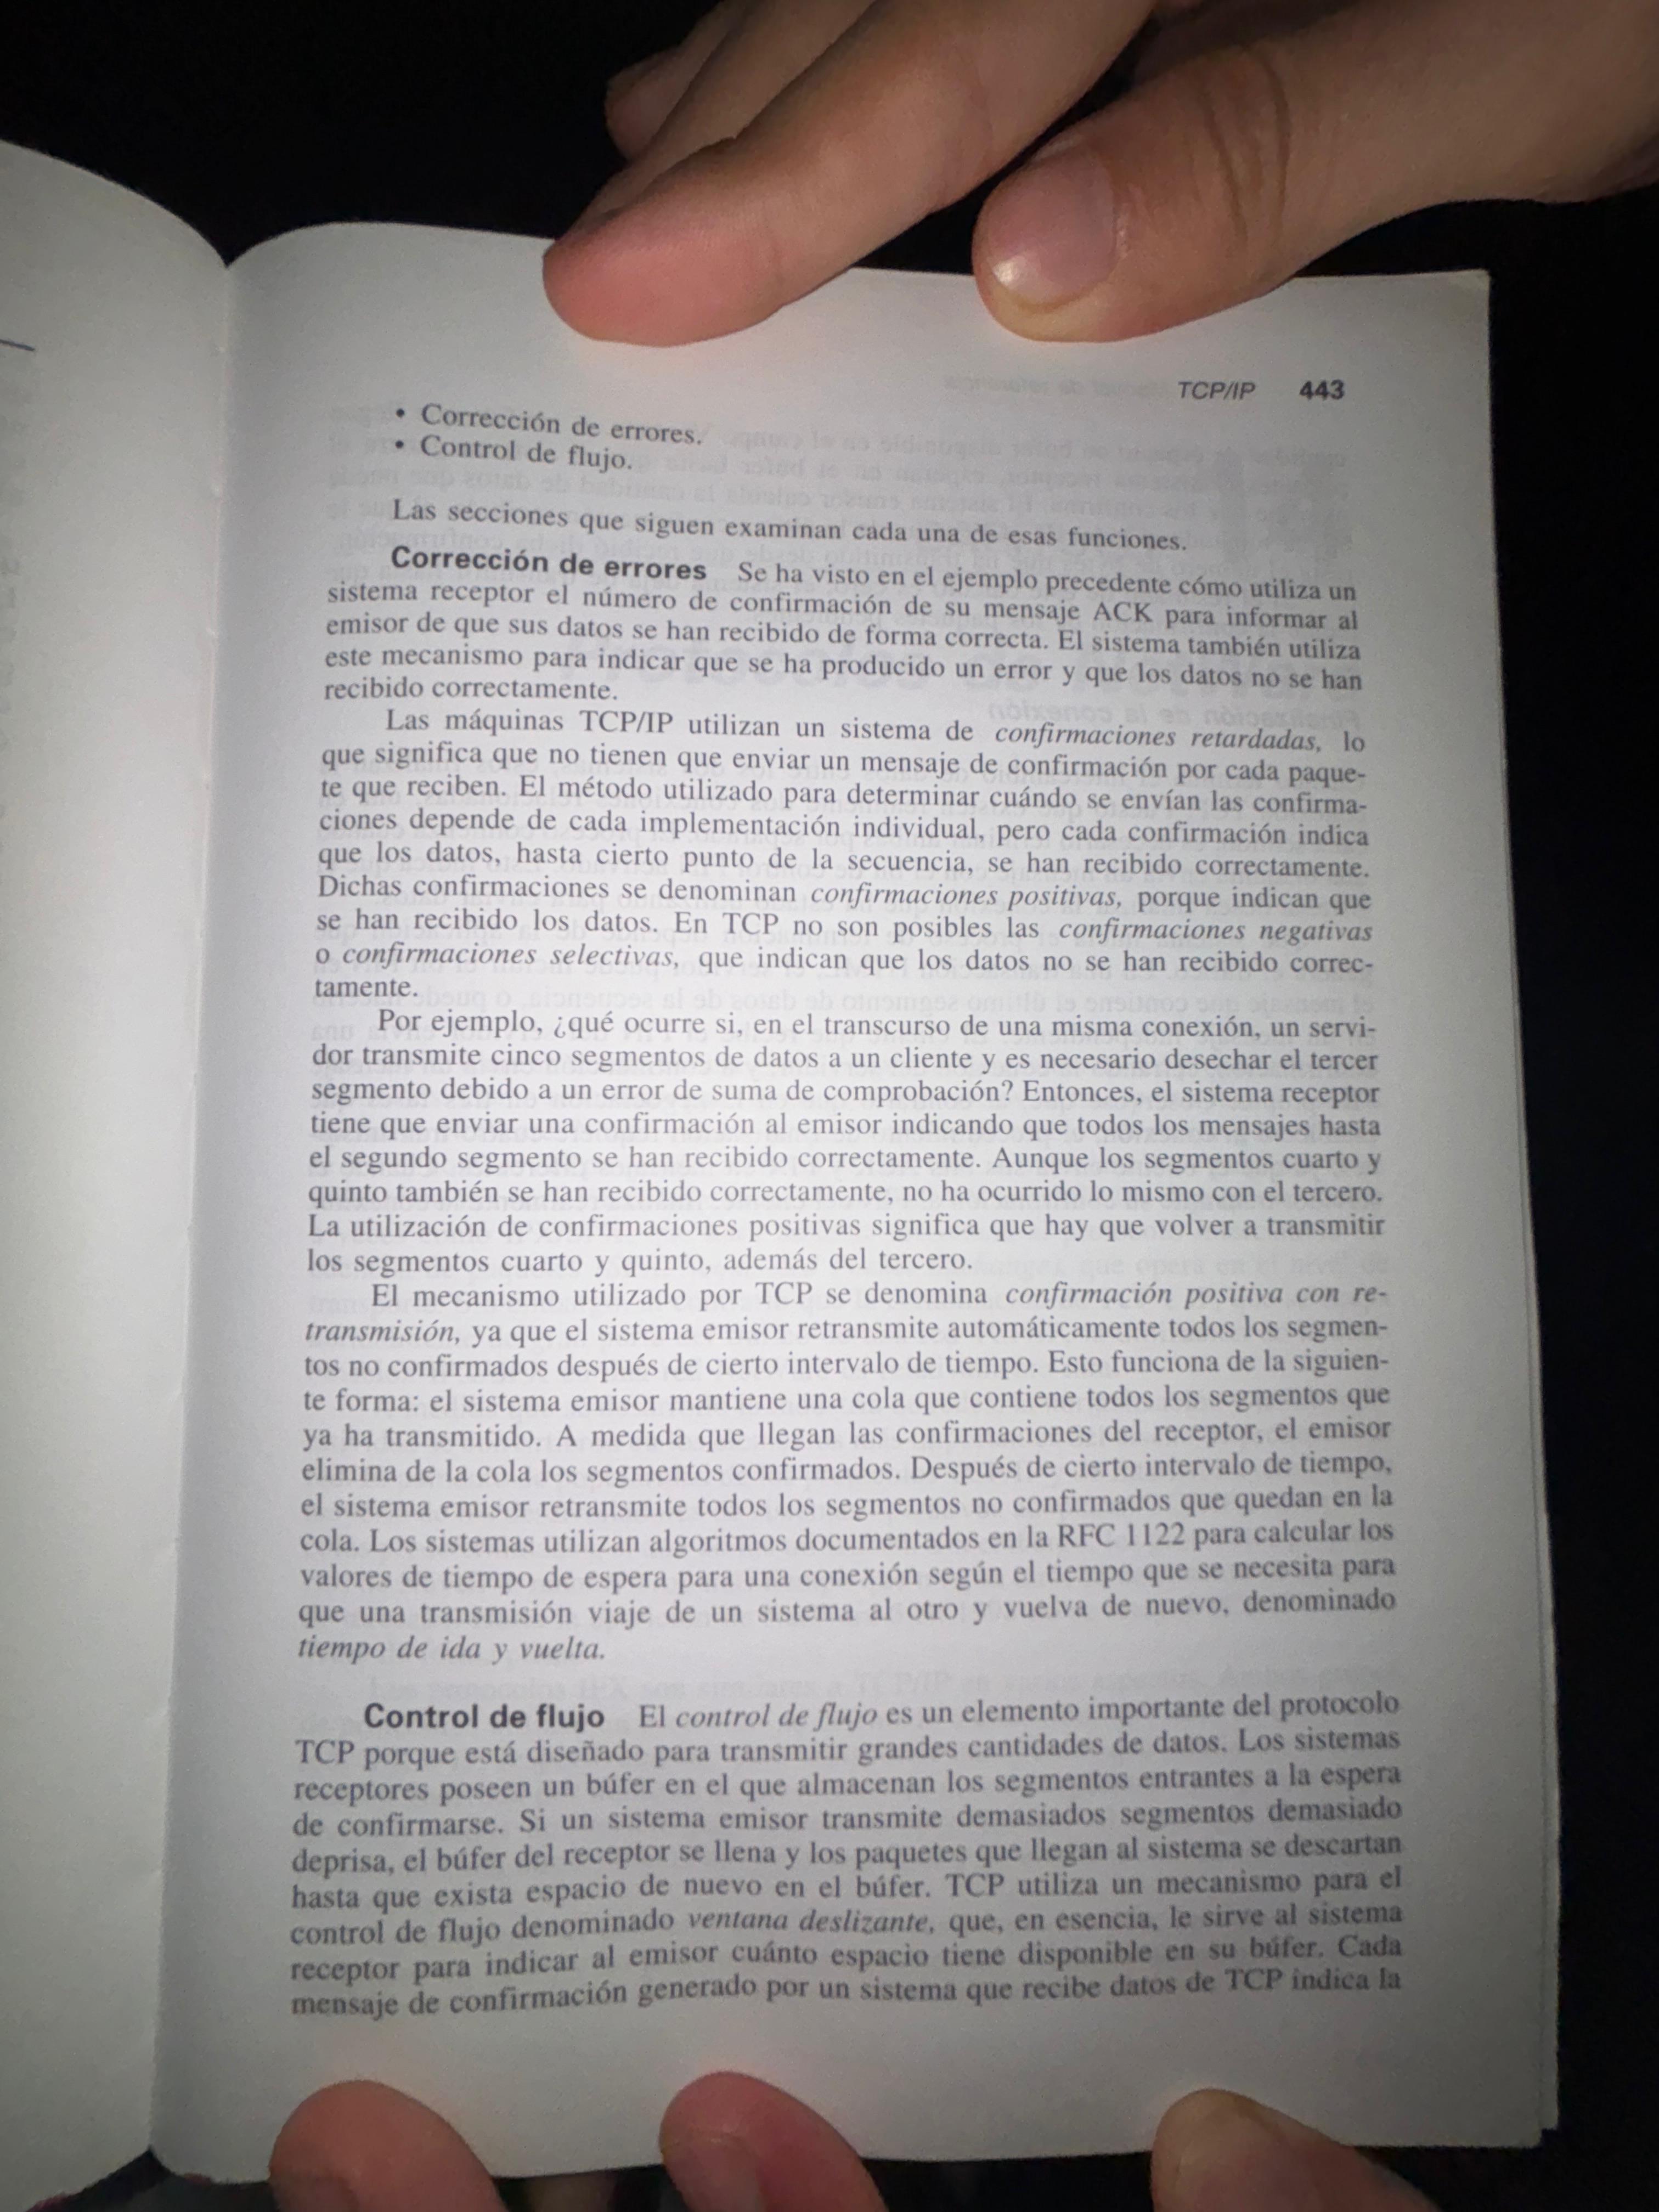 TCP/IP 443
• Corrección de errores.
• Control de flujo.
Las secciones que siguen examinan cada una de esas funciones.
Corrección de errores Se ha visto en el ejemplo precedente cómo utiliza un
sistema receptor el número de confirmación de su mensaje ACK para informar al
emisor de que sus datos se han recibido de forma correcta. El sistema también utiliza
este mecanismo para indicar que se ha producido un error y que los datos no se han
recibido correctamente.
Las máquinas TCP/IP utilizan un sistema de confirmaciones retardadas, lo
que significa que no tienen que enviar un mensaje de confirmación por cada paque-
te que reciben. El método utilizado para determinar cuándo se envían las confirma-
ciones depende de cada implementación individual, pero cada confirmación indica
que los datos, hasta cierto punto de la secuencia, se han recibido correctamente.
Dichas confirmaciones se denominan confirmaciones positivas, porque indican que
se han recibido los datos. En TCP no son posibles las confirmaciones negativas
o confirmaciones selectivas, que indican que los datos no se han recibido correc-
tamente.
Por ejemplo, ¿qué ocurre si, en el transcurso de una misma conexión, un servi-
dor transmite cinco segmentos de datos a un cliente y es necesario desechar el tercer
segmento debido a un error de suma de comprobación? Entonces, el sistema receptor
tiene que enviar una confirmación al emisor indicando que todos los mensajes hasta
el segundo segmento se han recibido correctamente. Aunque los segmentos cuarto y
quinto también se han recibido correctamente, no ha ocurrido lo mismo con el tercero.
La utilización de confirmaciones positivas significa que hay que volver a transmitir
los segmentos cuarto y quinto, además del tercero.
El mecanismo utilizado por TCP se denomina confirmación positiva con re-
transmisión, ya que el sistema emisor retransmite automáticamente todos los segmen-
tos no confirmados después de cierto intervalo de tiempo. Esto funciona de la siguien-
te forma: el sistema emisor mantiene una cola que contiene todos los segmentos que
ya ha transmitido. A medida que llegan las confirmaciones del receptor, el emisor
elimina de la cola los segmentos confirmados. Después de cierto intervalo de tiempo,
el sistema emisor retransmite todos los segmentos no confirmados que quedan en la
cola. Los sistemas utilizan algoritmos documentados en la RFC 1122 para calcular los
valores de tiempo de espera para una conexión según el tiempo que se necesita para
que una transmisión viaje de un sistema al otro y vuelva de nuevo, denominado
tiempo de ida y vuelta.
Control de flujo El control de flujo es un elemento importante del protocolo
TCP porque está diseñado para transmitir grandes cantidades de datos. Los sistemas
receptores poseen un búfer en el que almacenan los segmentos entrantes a la espera
de confirmarse. Si un sistema emisor transmite demasiados segmentos demasiado
deprisa, el búfer del receptor se llena y los paquetes que llegan al sistema se descartan
hasta que exista espacio de nuevo en el búfer. TCP utiliza un mecanismo para el
control de flujo denominado ventana deslizante, que, en esencia, le sirve al sistema
receptor para indicar al emisor cuánto espacio tiene disponible en su búfer. Cada
mensaje de confirmación generado por un sistema que recibe datos de TCP indica la